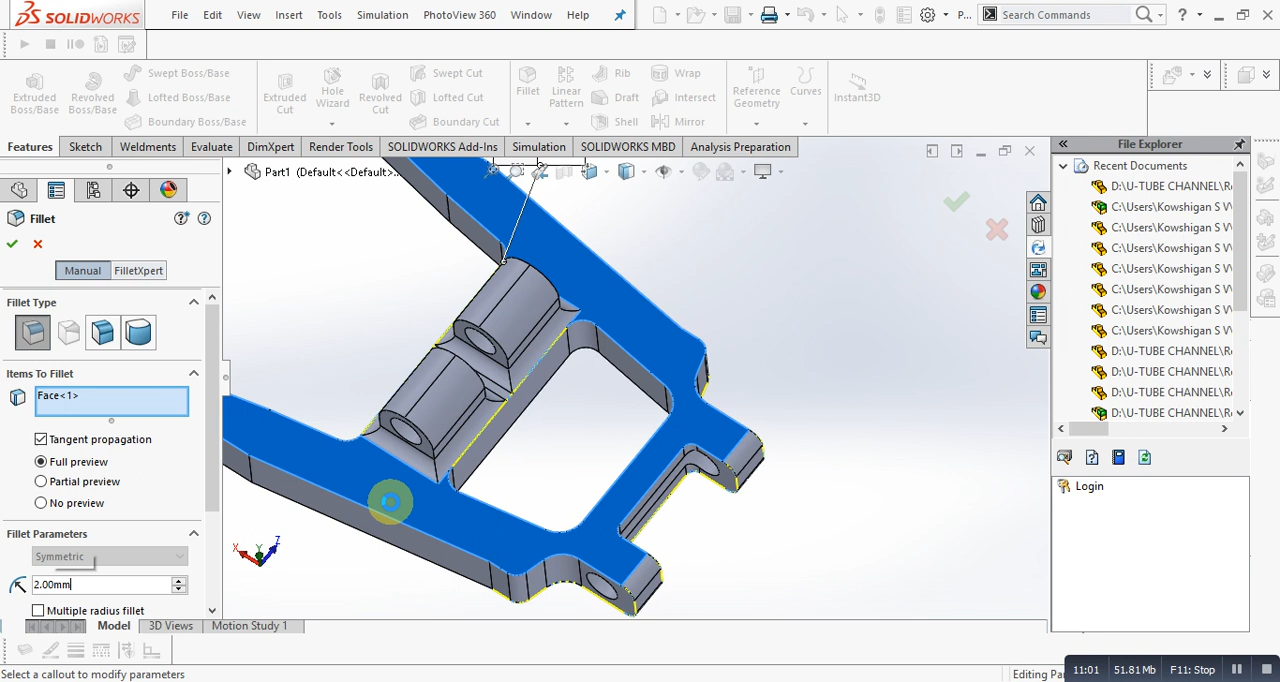 SOLIDWORKS File Edit View Insert Tools Simulation PhotoView 360 Window Help P... Search Commands ?
Extruded Boss/Base
Revolved Boss/Base
Swept Boss/Base
Lofted Boss/Base
Boundary Boss/Base
Extruded Cut
Hole Wizard
Revolved Cut
Swept Cut
Lofted Cut
Boundary Cut
Fillet
Linear Pattern
Rib
Draft
Shell
Wrap
Intersect
Mirror
Reference Geometry
Curves
Instant3D
Features Sketch Weldments Evaluate DimXpert Render Tools SOLIDWORKS Add-Ins Simulation SOLIDWORKS MBD Analysis Preparation
Part1 (Default<<Default>...
Fillet
Manual FilletXpert
Fillet Type
Items To Fillet
Face<1>
Tangent propagation
Full preview
Partial preview
No preview
Fillet Parameters
Symmetric
2.00mm
Multiple radius fillet
X Y Z
File Explorer
Recent Documents
D:\U-TUBE CHANNEL\R
C:\Users\Kowshigan S V
C:\Users\Kowshigan S V
C:\Users\Kowshigan S V
C:\Users\Kowshigan S V
C:\Users\Kowshigan S V
C:\Users\Kowshigan S V
C:\Users\Kowshigan S V
D:\U-TUBE CHANNEL\R
D:\U-TUBE CHANNEL\R
D:\U-TUBE CHANNEL\R
D:\U-TUBE CHANNEL\R
Login
Model 3D Views Motion Study 1
Select a callout to modify parameters
Editing Pa
11:01 51.81 Mb F11: Stop